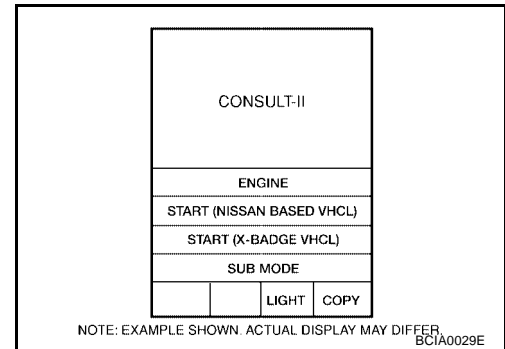 CONSULT-II
ENGINE
START (NISSAN BASED VHCL)
START (X-BADGE VHCL)
SUB MODE
LIGHT COPY
NOTE: EXAMPLE SHOWN. ACTUAL DISPLAY MAY DIFFER.
BCIA0029E